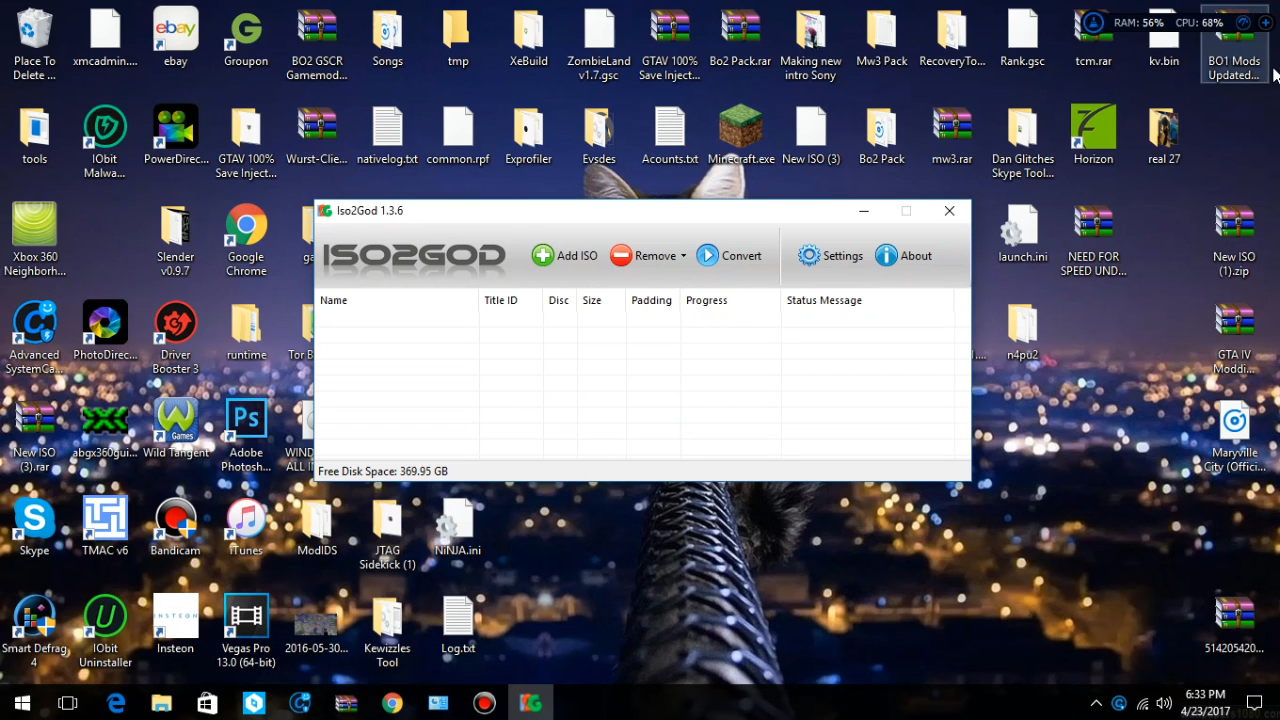 RAM: 56% CPU: 68%
Place To
Delete ...
xmcadmin....
ebay
ebay
Groupon
BO2 GSCR
Gamemod...
Songs
tmp
XeBuild
ZombieLand
v1.7.gsc
GTAV 100%
Save Inject...
Bo2 Pack.rar
Making new
intro Sony
Mw3 Pack
RecoveryTo...
Rank.gsc
tcm.rar
kv.bin
BO1 Mods
Updated...
tools
IObit
Malwa...
PowerDirec...
GTAV 100%
Save Inject...
Wurst-Clie...
nativelog.txt
common.rpf
Exprofiler
Evsdes
Acounts.txt
Minecraft.exe
New ISO (3)
Bo2 Pack
mw3.rar
Dan Glitches
Skype Tool...
Horizon
real 27
Xbox 360
Neighborh...
Slender
v0.9.7
Google
Chrome
launch.ini
NEED FOR
SPEED UND...
New ISO
(1).zip
Iso2God 1.3.6
ISO2GOD
Add ISO
Remove
Convert
Settings
About
Name
Title ID
Disc
Size
Padding
Progress
Status Message
Free Disk Space: 369.95 GB
Advanced
SystemCa...
PhotoDirec...
Driver
Booster 3
runtime
Tor B
n4pu2
GTA IV
Moddi...
New ISO
(3).rar
abgx360gui...
Games
Wild Tangent
Ps
Adobe
Photosh...
WIND
ALL I
Maryville
City (Offici...
Skype
TMAC v6
Bandicam
iTunes
ModIDS
JTAG
Sidekick (1)
NiNJA.ini
Smart Defrag
4
IObit
Uninstaller
INSTEON
Insteon
Vegas Pro
13.0 (64-bit)
2016-05-30...
Kewizzles
Tool
Log.txt
514205420...
6:33 PM
4/23/2017